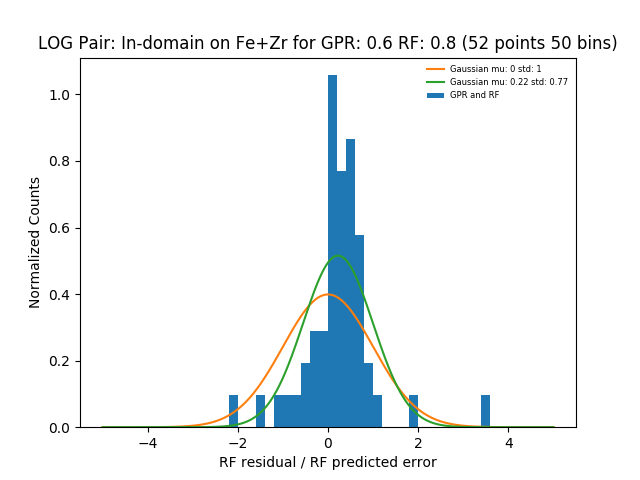 LOG Pair: In-domain on Fe+Zr for GPR: 0.6 RF: 0.8 (52 points 50 bins)
Gaussian mu: 0 std: 1
Gaussian mu: 0.22 std: 0.77
GPR and RF
Normalized Counts
1.0
0.8
0.6
0.4
0.2
0.0
−4 −2 0 2 4
RF residual / RF predicted error